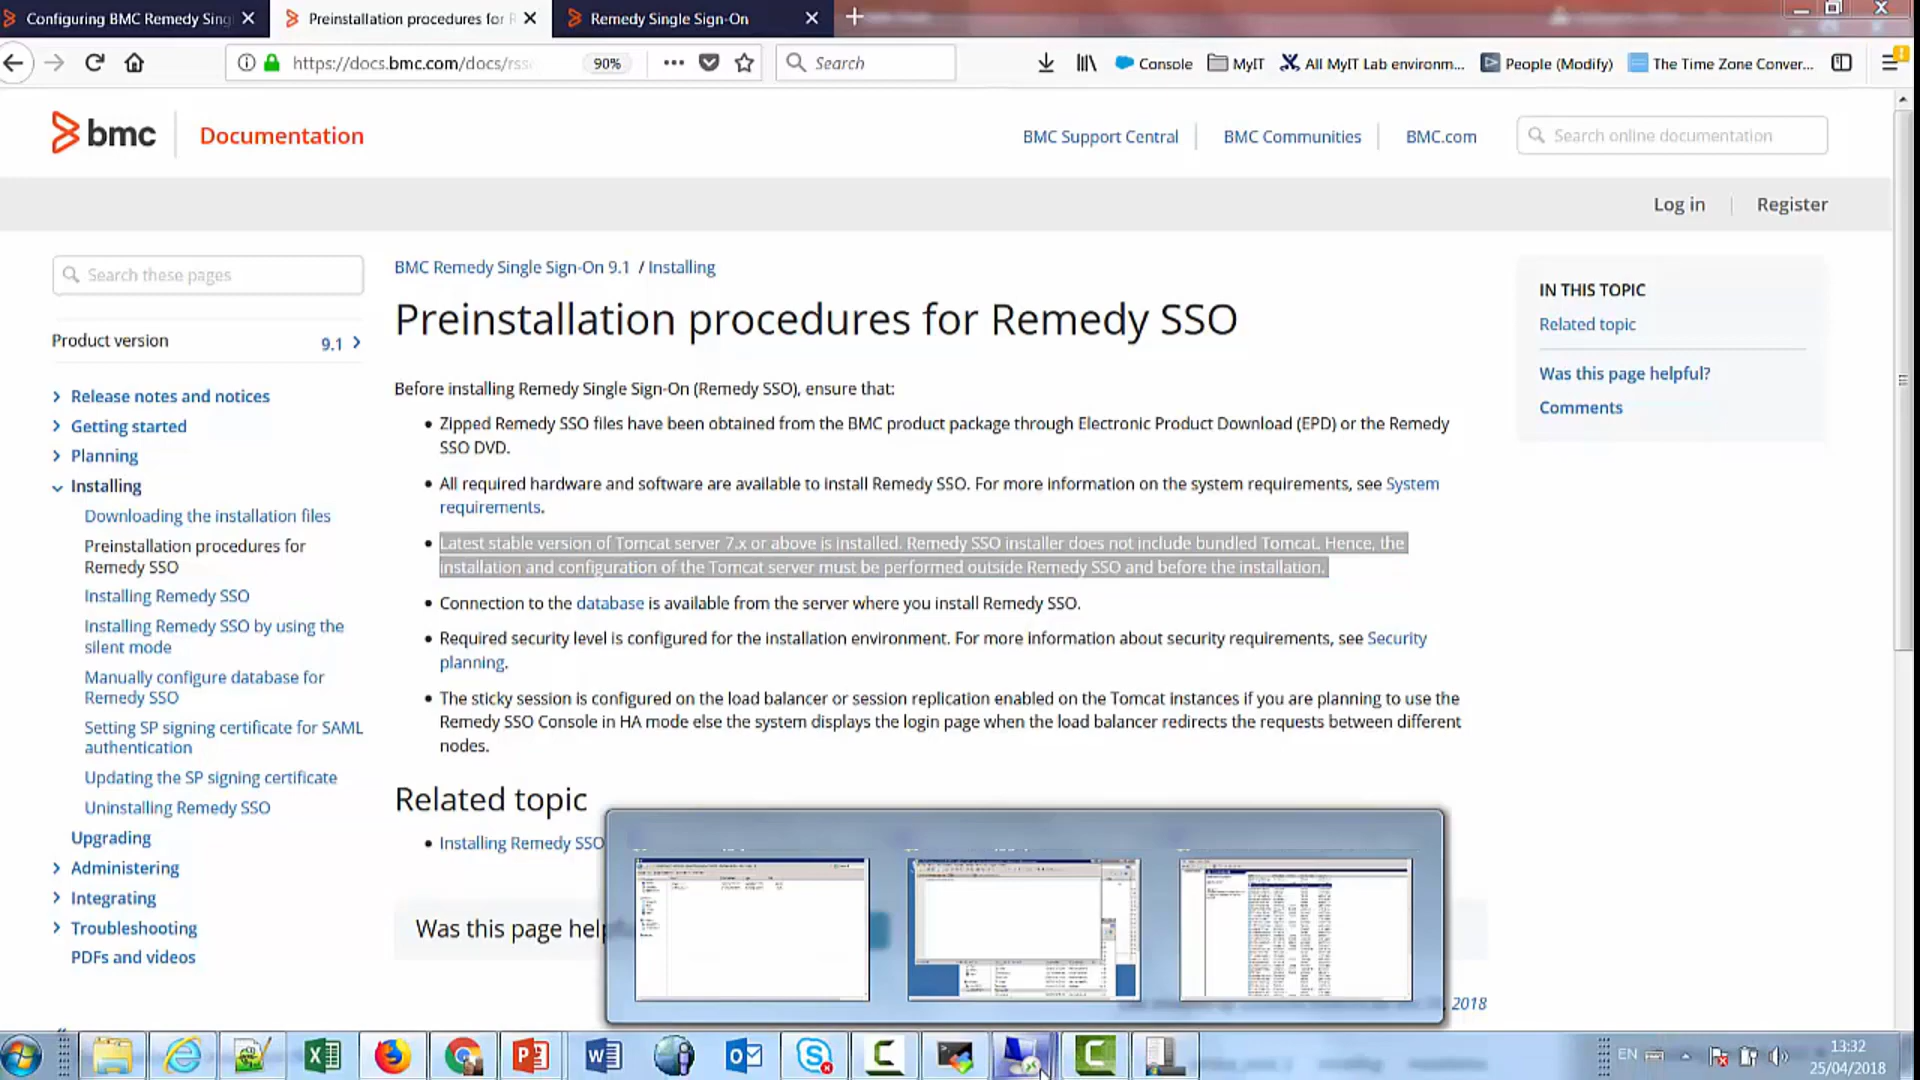 Configuring BMC Remedy Sing
Preinstallation procedures for R
Remedy Single Sign-On
https://docs.bmc.com/docs/rss
90%
Search
Console
MyIT
All MyIT Lab environm...
People (Modify)
The Time Zone Conver...
bmc
Documentation
BMC Support Central
BMC Communities
BMC.com
Search online documentation
Log in
Register
Search these pages
Product version
9.1
Release notes and notices
Getting started
Planning
Installing
Downloading the installation files
Preinstallation procedures for
Remedy SSO
Installing Remedy SSO
Installing Remedy SSO by using the
silent mode
Manually configure database for
Remedy SSO
Setting SP signing certificate for SAML
authentication
Updating the SP signing certificate
Uninstalling Remedy SSO
Upgrading
Administering
Integrating
Troubleshooting
PDFs and videos
BMC Remedy Single Sign-On 9.1 / Installing
Preinstallation procedures for Remedy SSO
Before installing Remedy Single Sign-On (Remedy SSO), ensure that:
Zipped Remedy SSO files have been obtained from the BMC product package through Electronic Product Download (EPD) or the Remedy
SSO DVD.
All required hardware and software are available to install Remedy SSO. For more information on the system requirements, see System
requirements.
Latest stable version of Tomcat server 7.x or above is installed. Remedy SSO installer does not include bundled Tomcat. Hence, the
installation and configuration of the Tomcat server must be performed outside Remedy SSO and before the installation.
Connection to the database is available from the server where you install Remedy SSO.
Required security level is configured for the installation environment. For more information about security requirements, see Security
planning.
The sticky session is configured on the load balancer or session replication enabled on the Tomcat instances if you are planning to use the
Remedy SSO Console in HA mode else the system displays the login page when the load balancer redirects the requests between different
nodes.
Related topic
Installing Remedy SSO
Was this page help
, 2018
IN THIS TOPIC
Related topic
Was this page helpful?
Comments
EN
13:32
25/04/2018